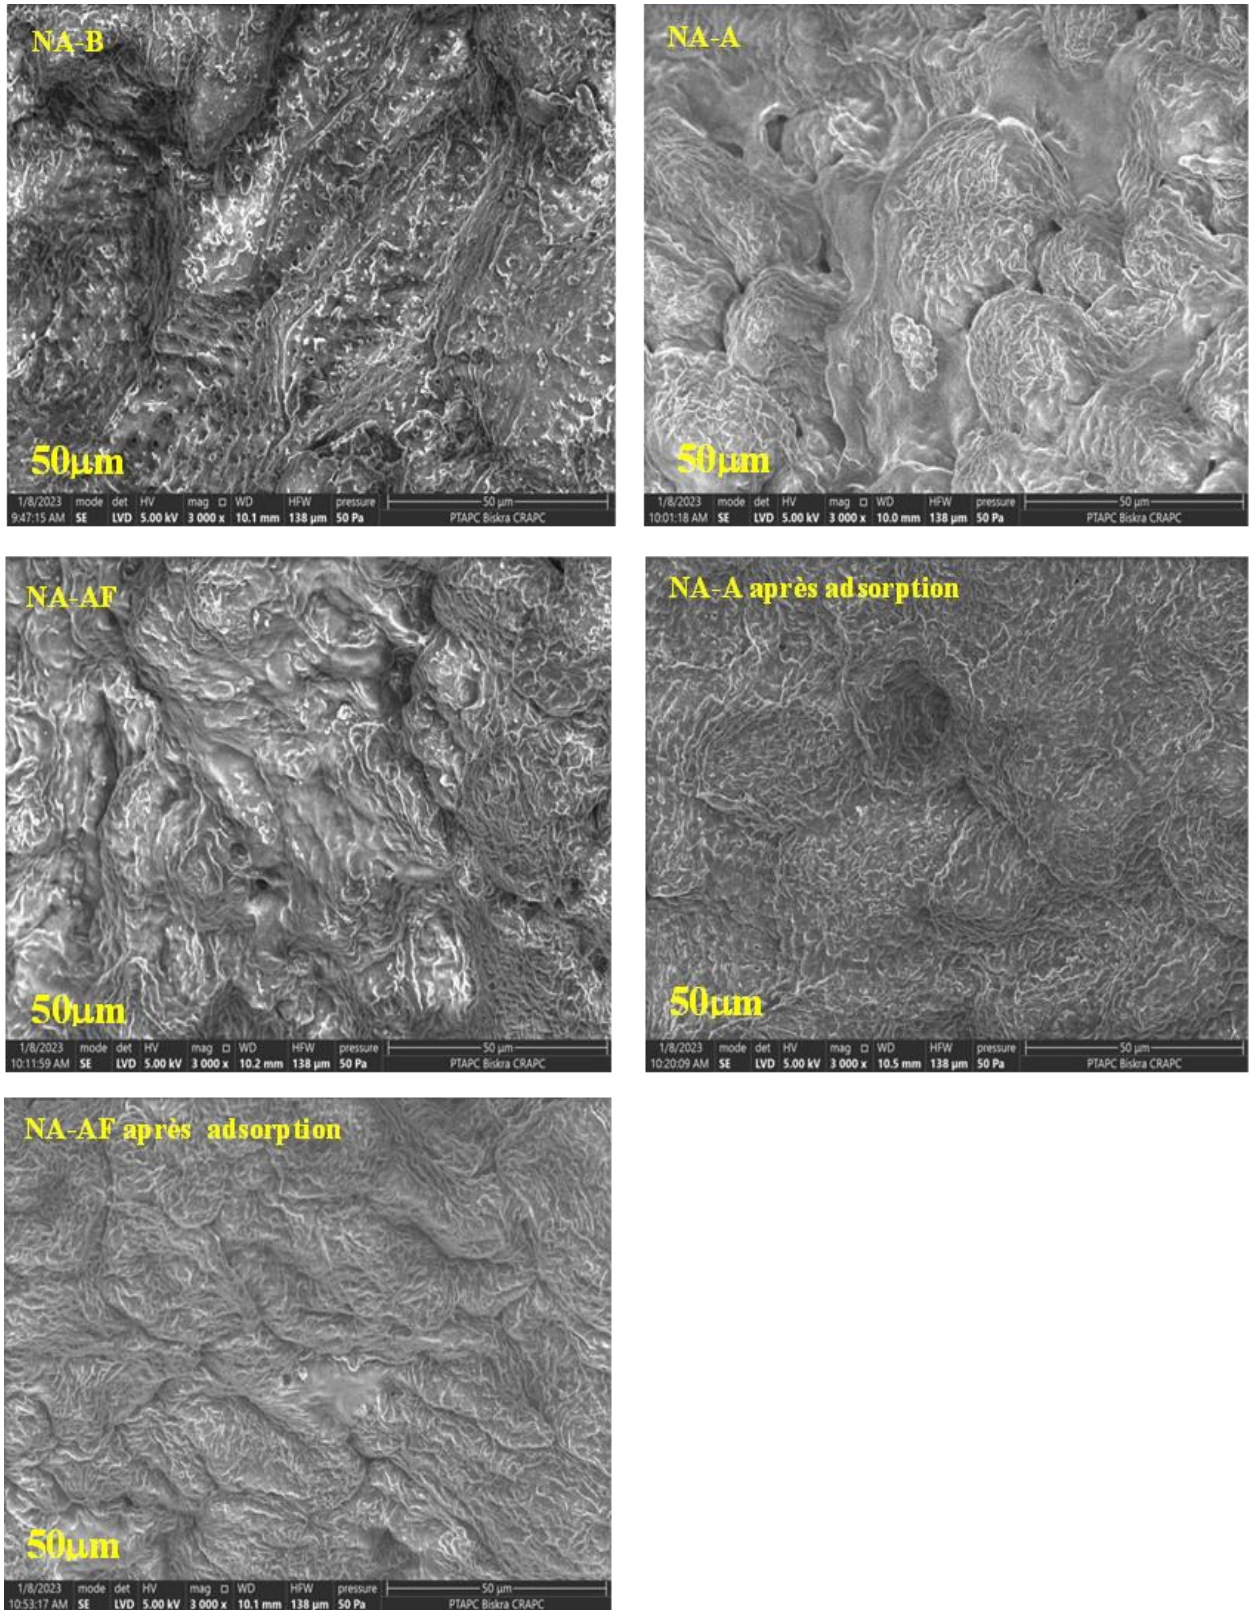 NA-B
50μm
1/8/2023 mode det HV mag □ WD HFW pressure 50 μm
9:47:15 AM SE LVD 5.00 kV 3 000 x 10.1 mm 138 μm 50 Pa PTAPC Biskra CRAPC
NA-A
50μm
1/8/2023 mode det HV mag □ WD HFW pressure 50 μm
10:01:18 AM SE LVD 5.00 kV 3 000 x 10.0 mm 138 μm 50 Pa PTAPC Biskra CRAPC
NA-AF
50μm
1/8/2023 mode det HV mag □ WD HFW pressure 50 μm
10:11:59 AM SE LVD 5.00 kV 3 000 x 10.2 mm 138 μm 50 Pa PTAPC Biskra CRAPC
NA-A après adsorption
50μm
1/8/2023 mode det HV mag □ WD HFW pressure 50 μm
10:20:09 AM SE LVD 5.00 kV 3 000 x 10.5 mm 138 μm 50 Pa PTAPC Biskra CRAPC
NA-AF après adsorption
50μm
1/8/2023 mode det HV mag □ WD HFW pressure 50 μm
10:53:17 AM SE LVD 5.00 kV 3 000 x 10.1 mm 138 μm 50 Pa PTAPC Biskra CRAPC